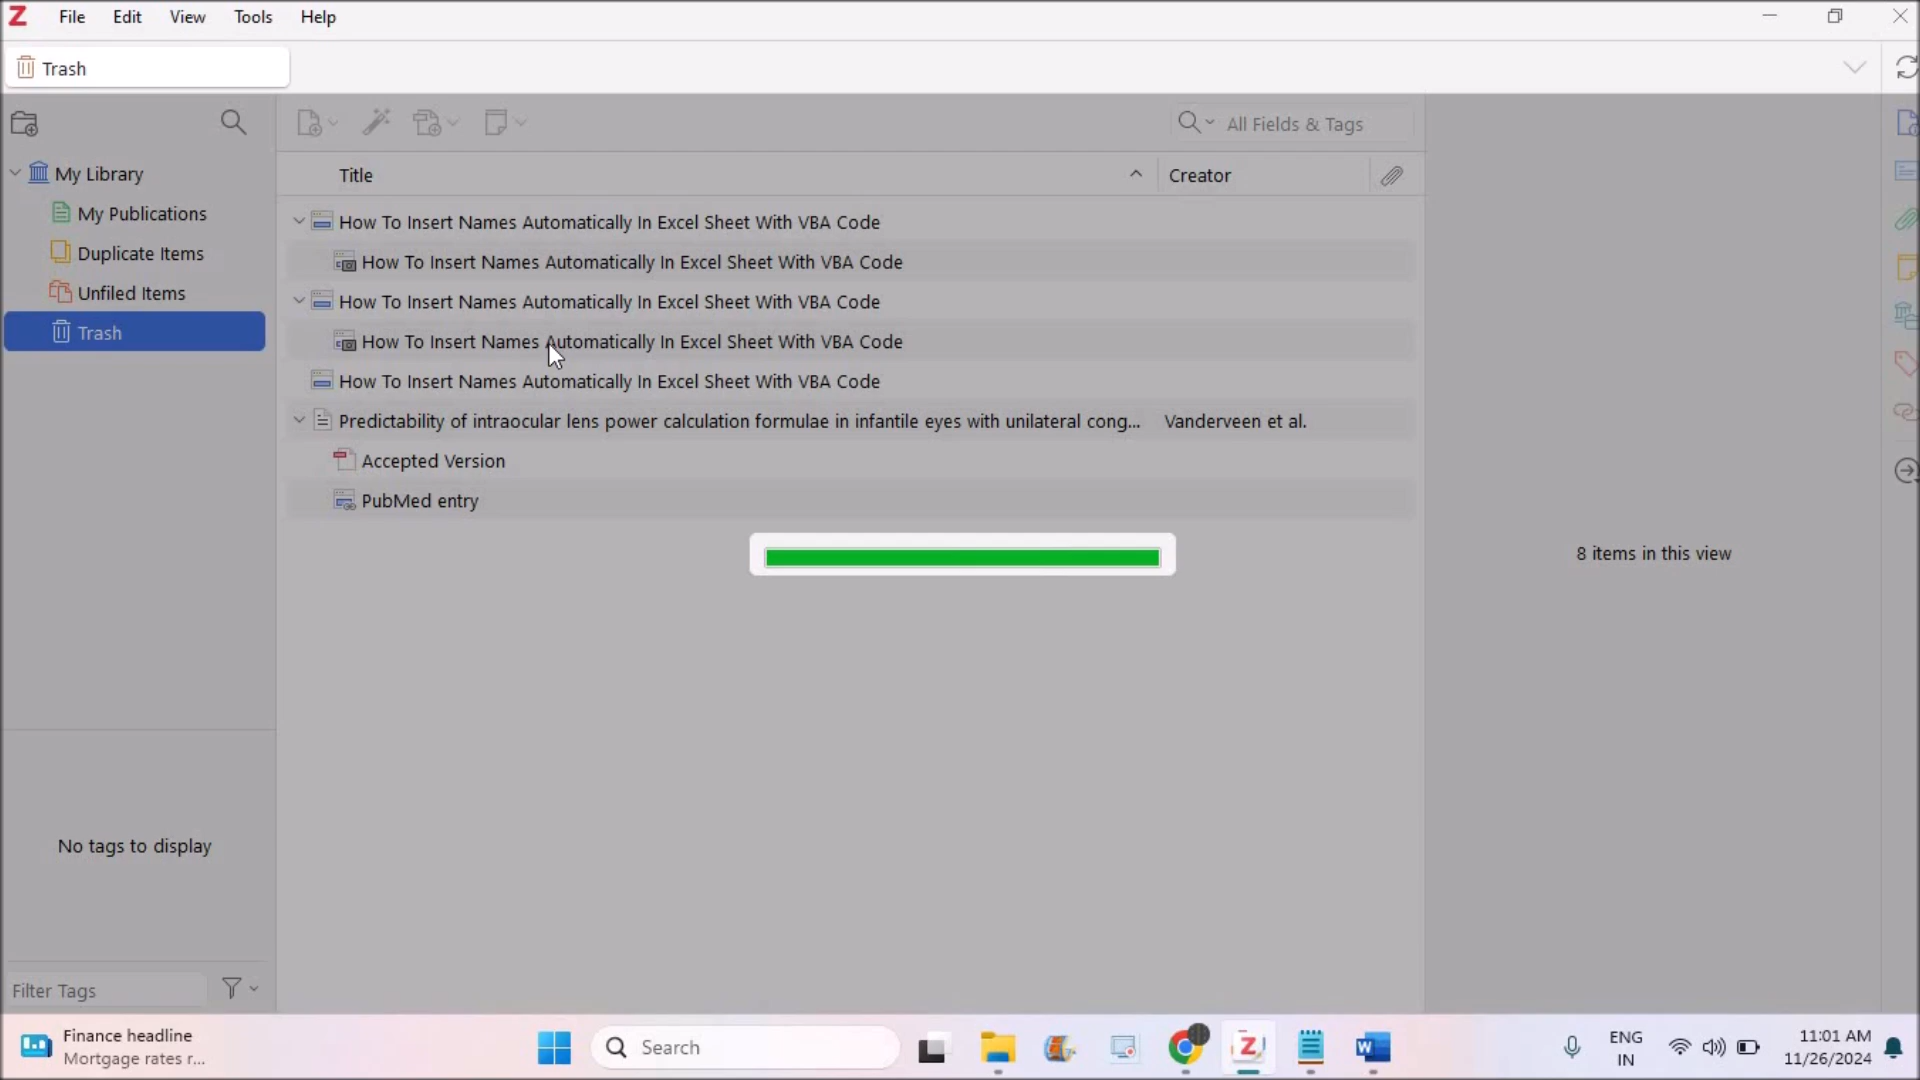 Z File Edit View Tools Help
Trash
All Fields & Tags
Title Creator
My Library
My Publications
Duplicate Items
Unfiled Items
Trash
How To Insert Names Automatically In Excel Sheet With VBA Code
How To Insert Names Automatically In Excel Sheet With VBA Code
How To Insert Names Automatically In Excel Sheet With VBA Code
How To Insert Names Automatically In Excel Sheet With VBA Code
How To Insert Names Automatically In Excel Sheet With VBA Code
Predictability of intraocular lens power calculation formulae in infantile eyes with unilateral cong... Vanderveen et al.
Accepted Version
PubMed entry
8 items in this view
No tags to display
Filter Tags
Finance headline
Mortgage rates r...
Search
ENG
IN
11:01 AM
11/26/2024